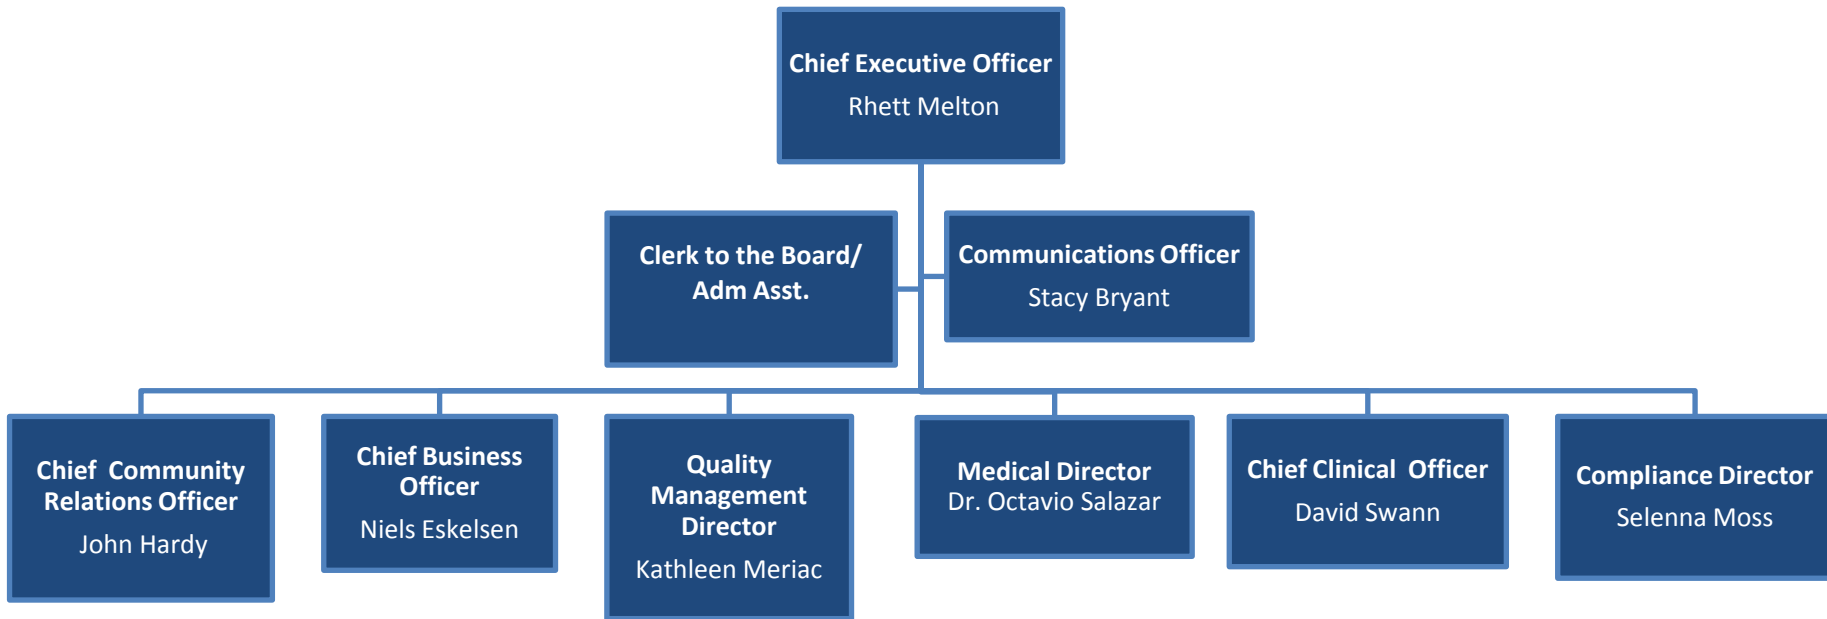 Chief Executive Officer
Rhett Melton
Clerk to the Board/
Adm Asst.
Communications Officer
Stacy Bryant
Chief Community
Relations Officer
John Hardy
Chief Business
Officer
Niels Eskelsen
Quality
Management
Director
Kathleen Meriac
Medical Director
Dr. Octavio Salazar
Chief Clinical Officer
David Swann
Compliance Director
Selenna Moss